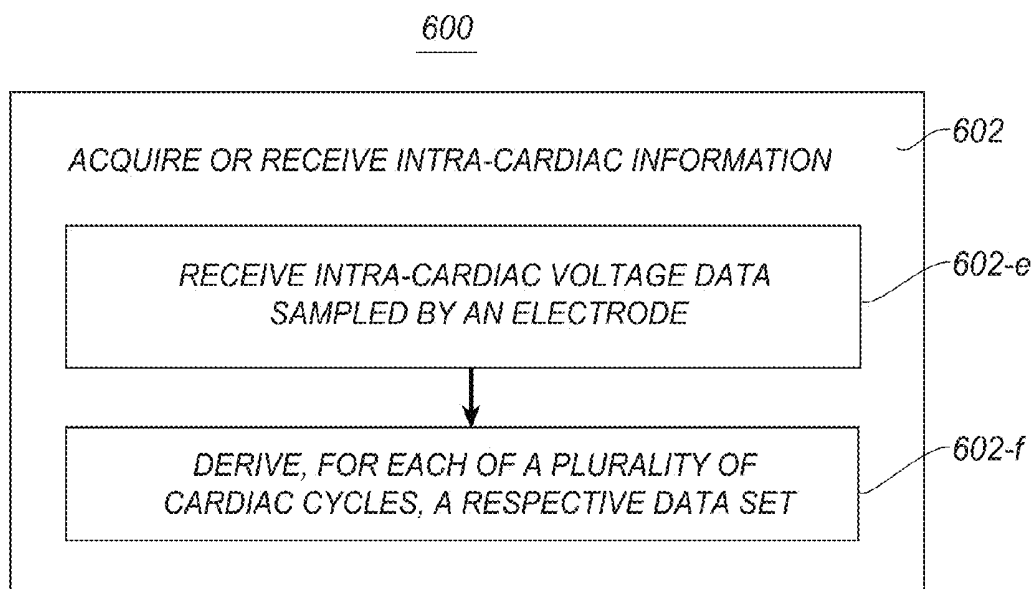 600
602
ACQUIRE OR RECEIVE INTRA-CARDIAC INFORMATION
RECEIVE INTRA-CARDIAC VOLTAGE DATA
SAMPLED BY AN ELECTRODE
602-e
DERIVE, FOR EACH OF A PLURALITY OF
CARDIAC CYCLES, A RESPECTIVE DATA SET
602-f